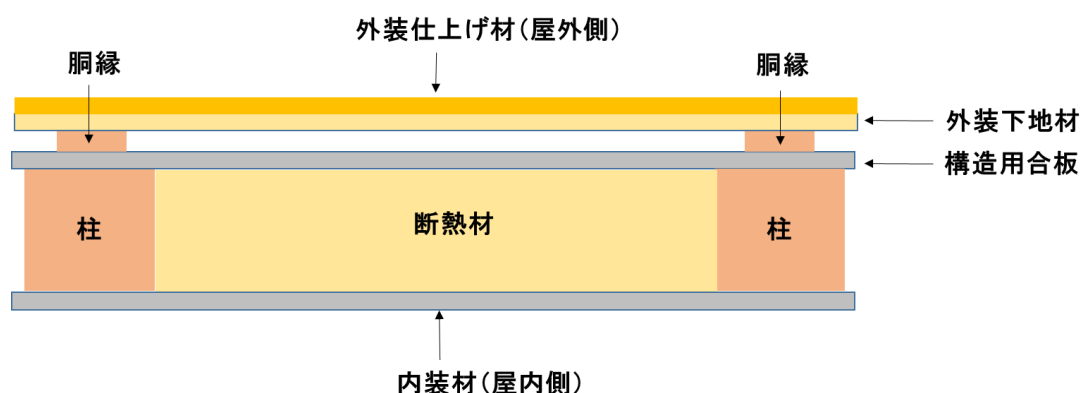 外装仕上げ材(屋外側)
胴縁
胴縁
外装下地材
構造用合板
柱
断熱材
柱
内装材(屋内側)